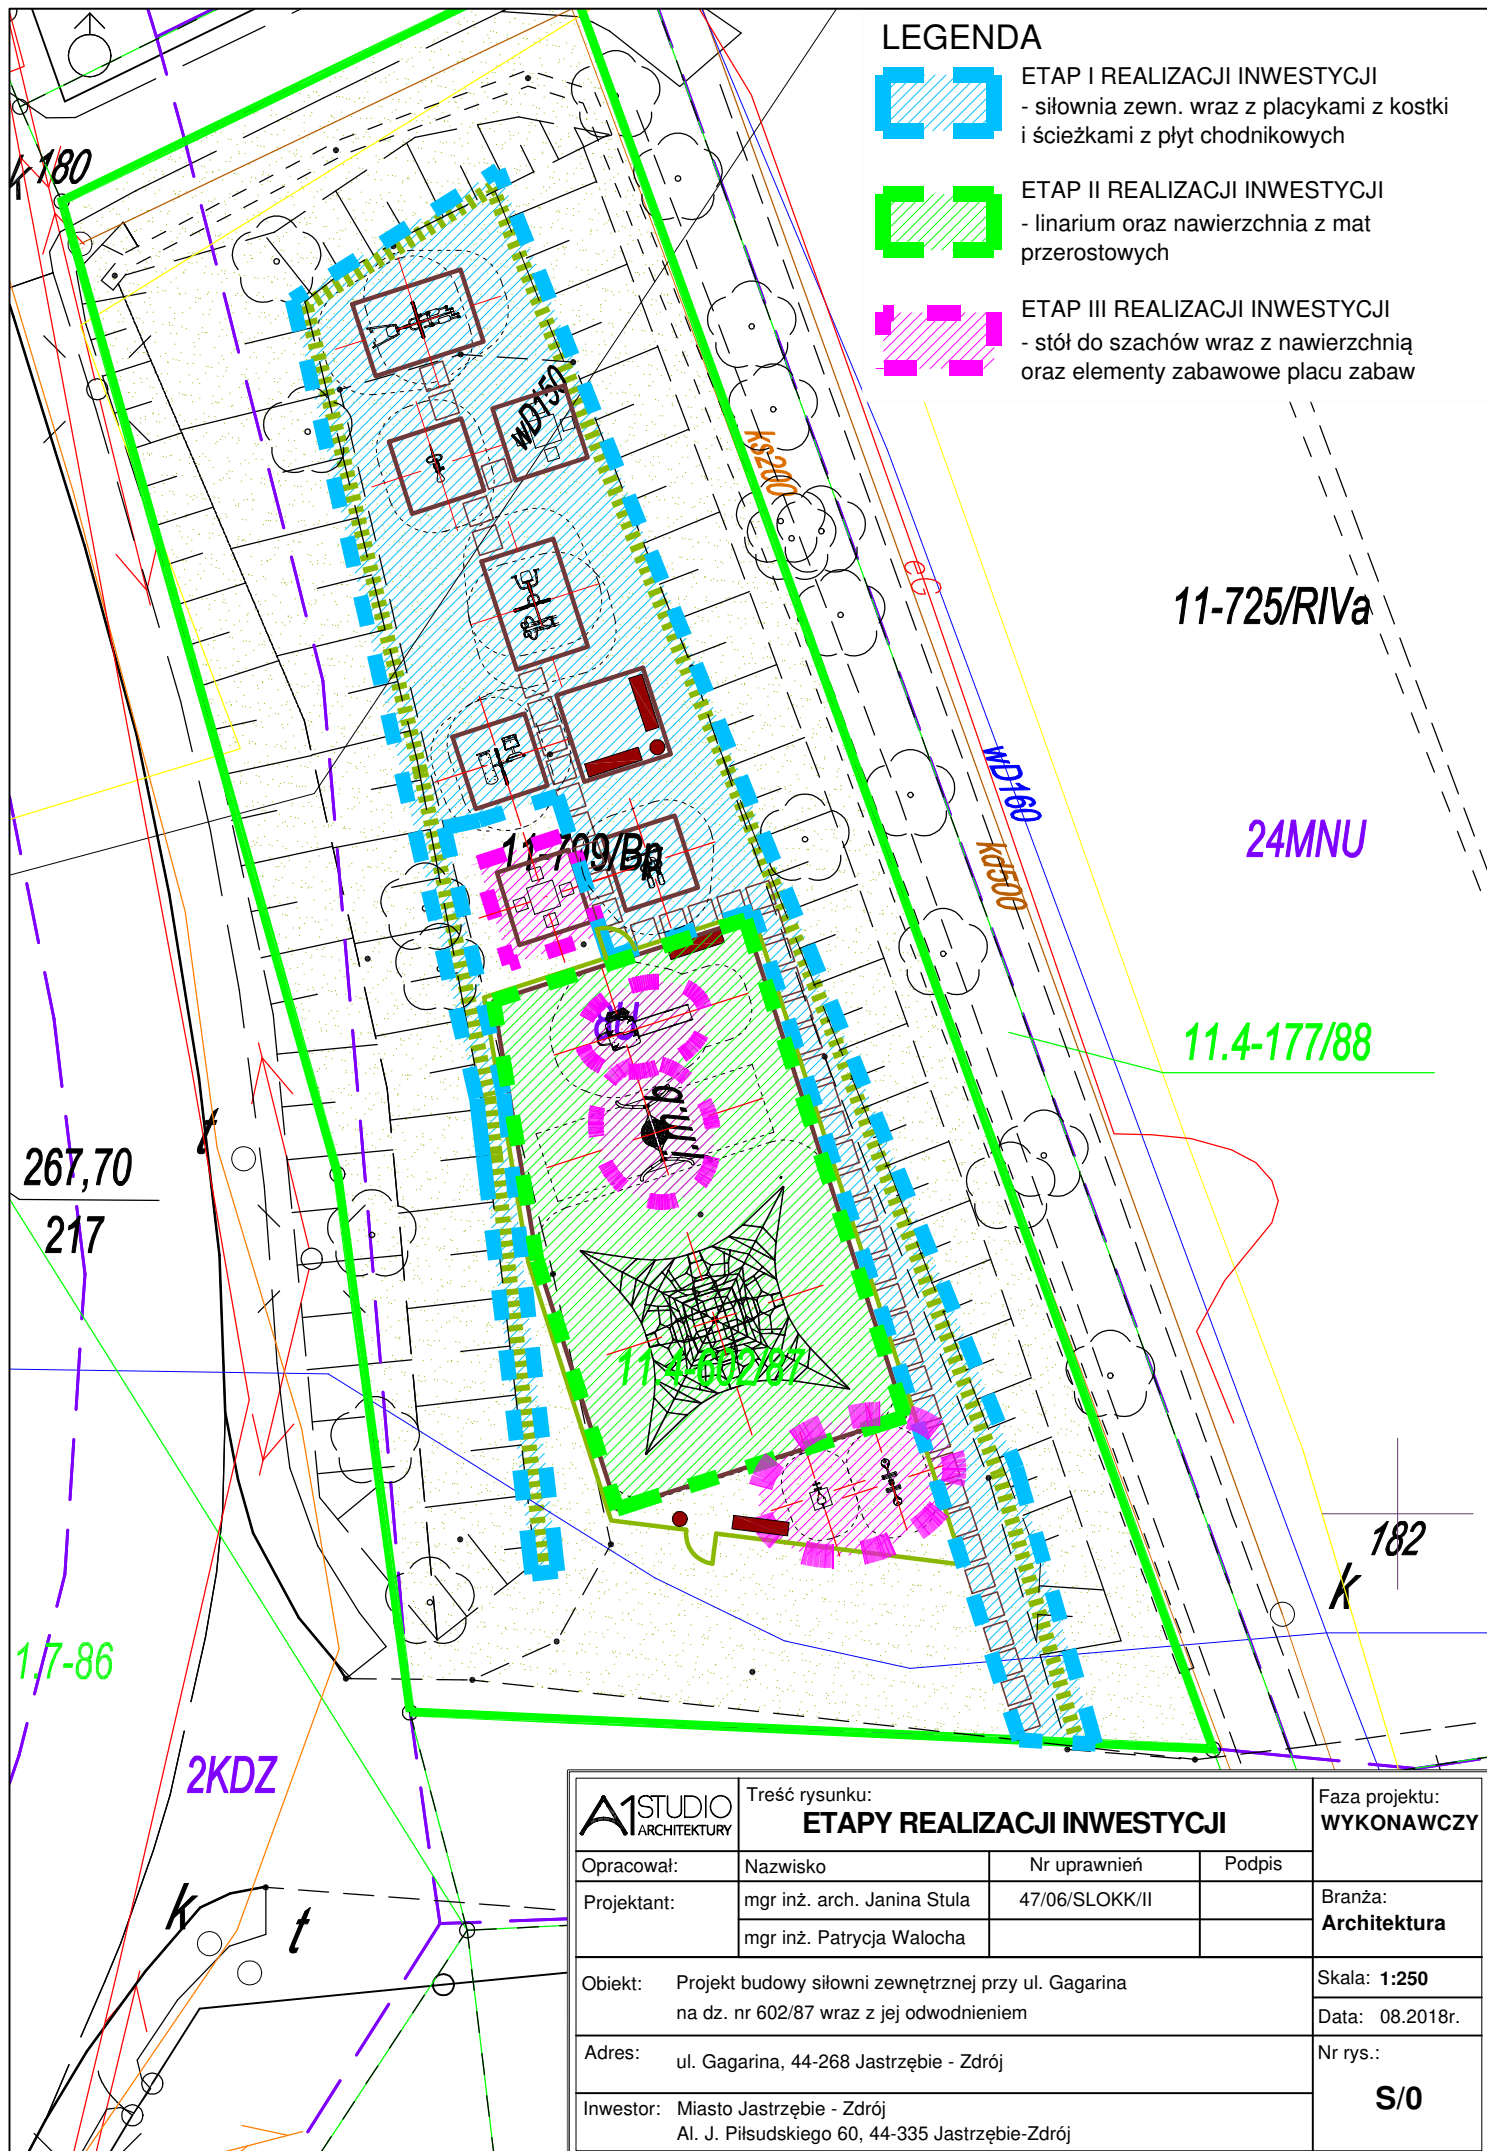 LEGENDA
ETAP I REALIZACJI INWESTYCJI
- siłownia zewn. wraz z placykami z kostki
i ścieżkami z płyt chodnikowych
ETAP II REALIZACJI INWESTYCJI
- linarium oraz nawierzchnia z mat
przerostowych
ETAP III REALIZACJI INWESTYCJI
- stół do szachów wraz z nawierzchnią
oraz elementy zabawowe placu zabaw
k 180
wD150
ks200
eG
11-725/RIVa
wD160
24MNU
kd500
11-709/Bp
11.4-177/88
t
267,70
217
11.4-602/87
182
k
1.7-86
2KDZ
k
t
A1 STUDIO
ARCHITEKTURY
Treść rysunku:
ETAPY REALIZACJI INWESTYCJI
Faza projektu:
WYKONAWCZY
Opracował:
Nazwisko
Nr uprawnień
Podpis
Projektant:
mgr inż. arch. Janina Stula
47/06/SLOKK/II
mgr inż. Patrycja Walocha
Branża:
Architektura
Obiekt: Projekt budowy siłowni zewnętrznej przy ul. Gagarina
na dz. nr 602/87 wraz z jej odwodnieniem
Skala: 1:250
Data: 08.2018r.
Adres: ul. Gagarina, 44-268 Jastrzębie - Zdrój
Nr rys.:
S/0
Inwestor: Miasto Jastrzębie - Zdrój
Al. J. Piłsudskiego 60, 44-335 Jastrzębie-Zdrój